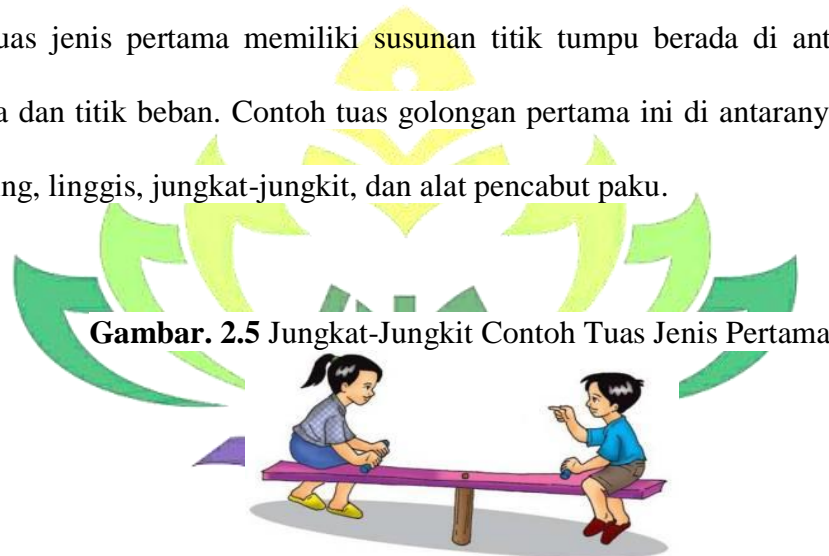 uas jenis pertama memiliki susunan titik tumpu berada di ant
a dan titik beban. Contoh tuas golongan pertama ini di antarany
ing, linggis, jungkat-jungkit, dan alat pencabut paku.
Gambar. 2.5 Jungkat-Jungkit Contoh Tuas Jenis Pertama